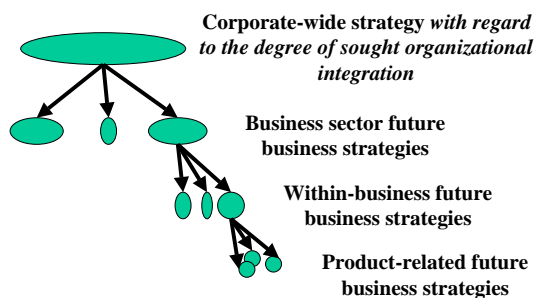 Corporate-wide strategy with regard
to the degree of sought organizational
integration
Business sector future
business strategies
Within-business future
business strategies
Product-related future
business strategies